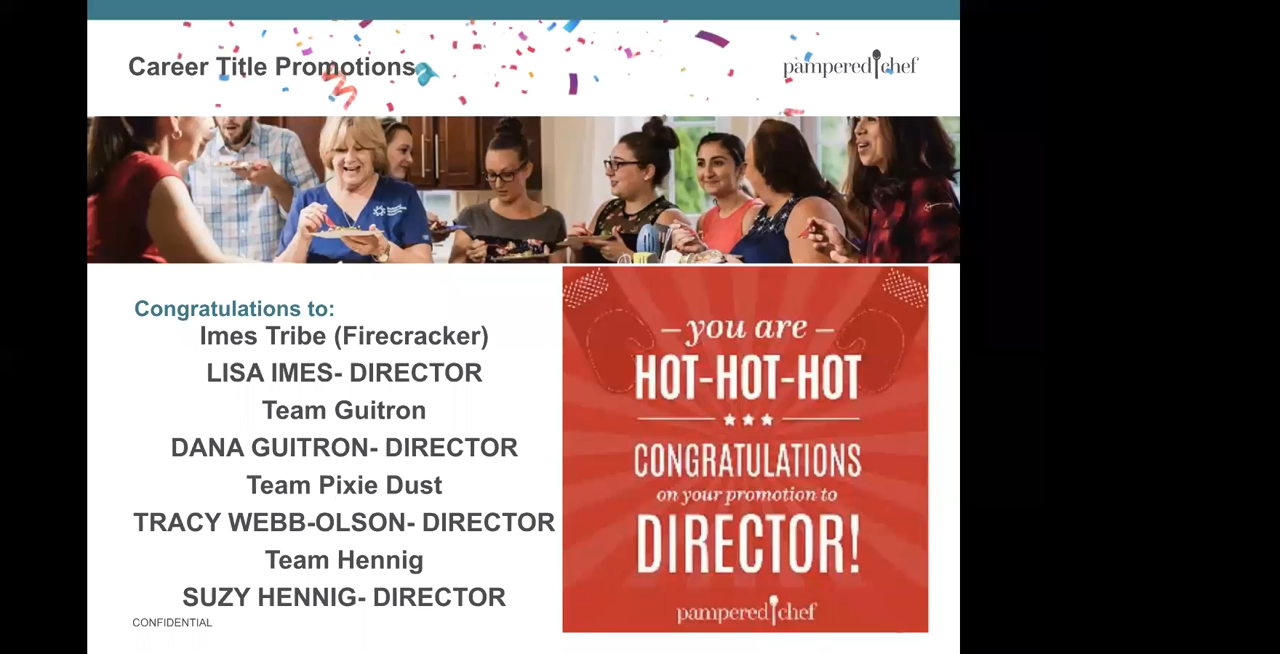 Career Title Promotions
pampered chef
Congratulations to:
Imes Tribe (Firecracker)
LISA IMES- DIRECTOR
Team Guitron
DANA GUITRON- DIRECTOR
Team Pixie Dust
TRACY WEBB-OLSON- DIRECTOR
Team Hennig
SUZY HENNIG- DIRECTOR
CONFIDENTIAL
– you are –
HOT-HOT-HOT
CONGRATULATIONS
on your promotion to
DIRECTOR!
pampered chef